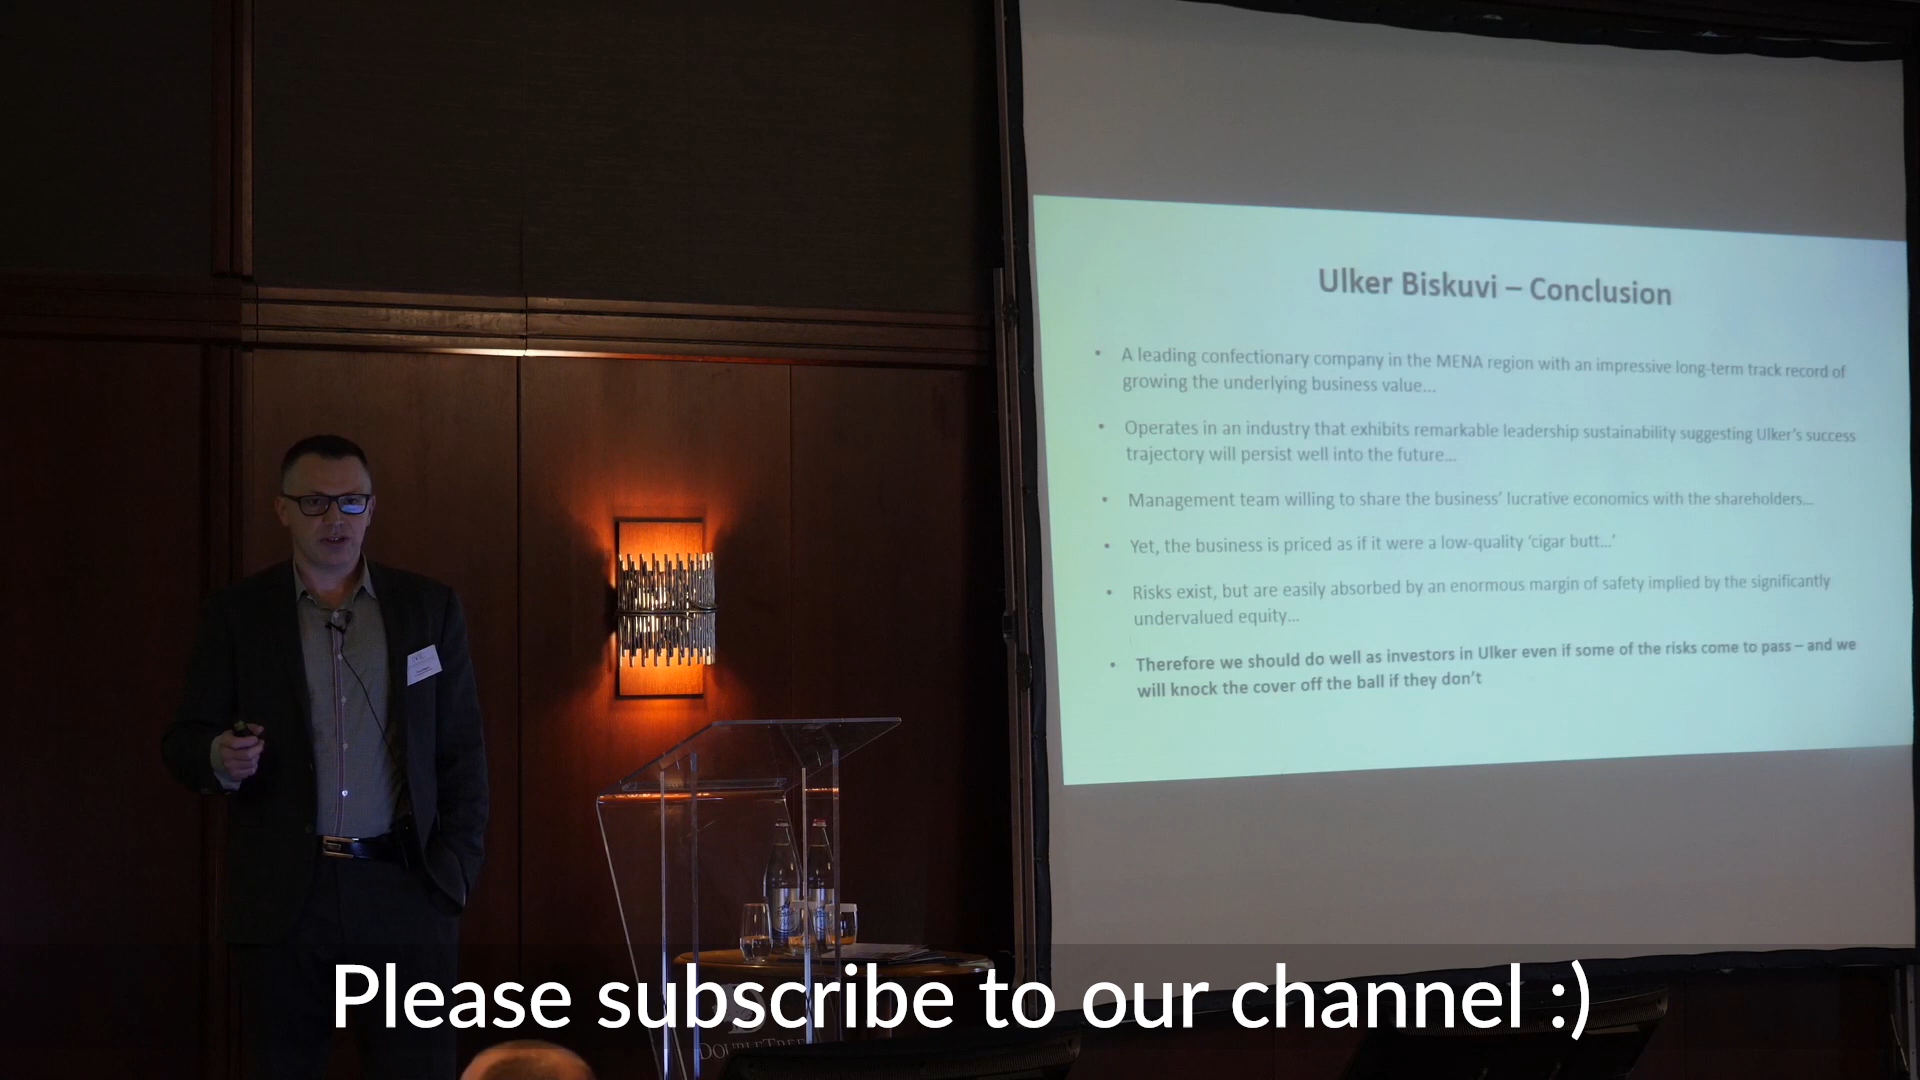 Ulker Biskuvi – Conclusion
• A leading confectionary company in the MENA region with an impressive long-term track record of
growing the underlying business value...
• Operates in an industry that exhibits remarkable leadership sustainability suggesting Ulker's success
trajectory will persist well into the future...
• Management team willing to share the business' lucrative economics with the shareholders...
• Yet, the business is priced as if it were a low-quality 'cigar butt...'
• Risks exist, but are easily absorbed by an enormous margin of safety implied by the significantly
undervalued equity...
• Therefore we should do well as investors in Ulker even if some of the risks come to pass – and we
will knock the cover off the ball if they don't
Please subscribe to our channel :)
DOUBLETREE